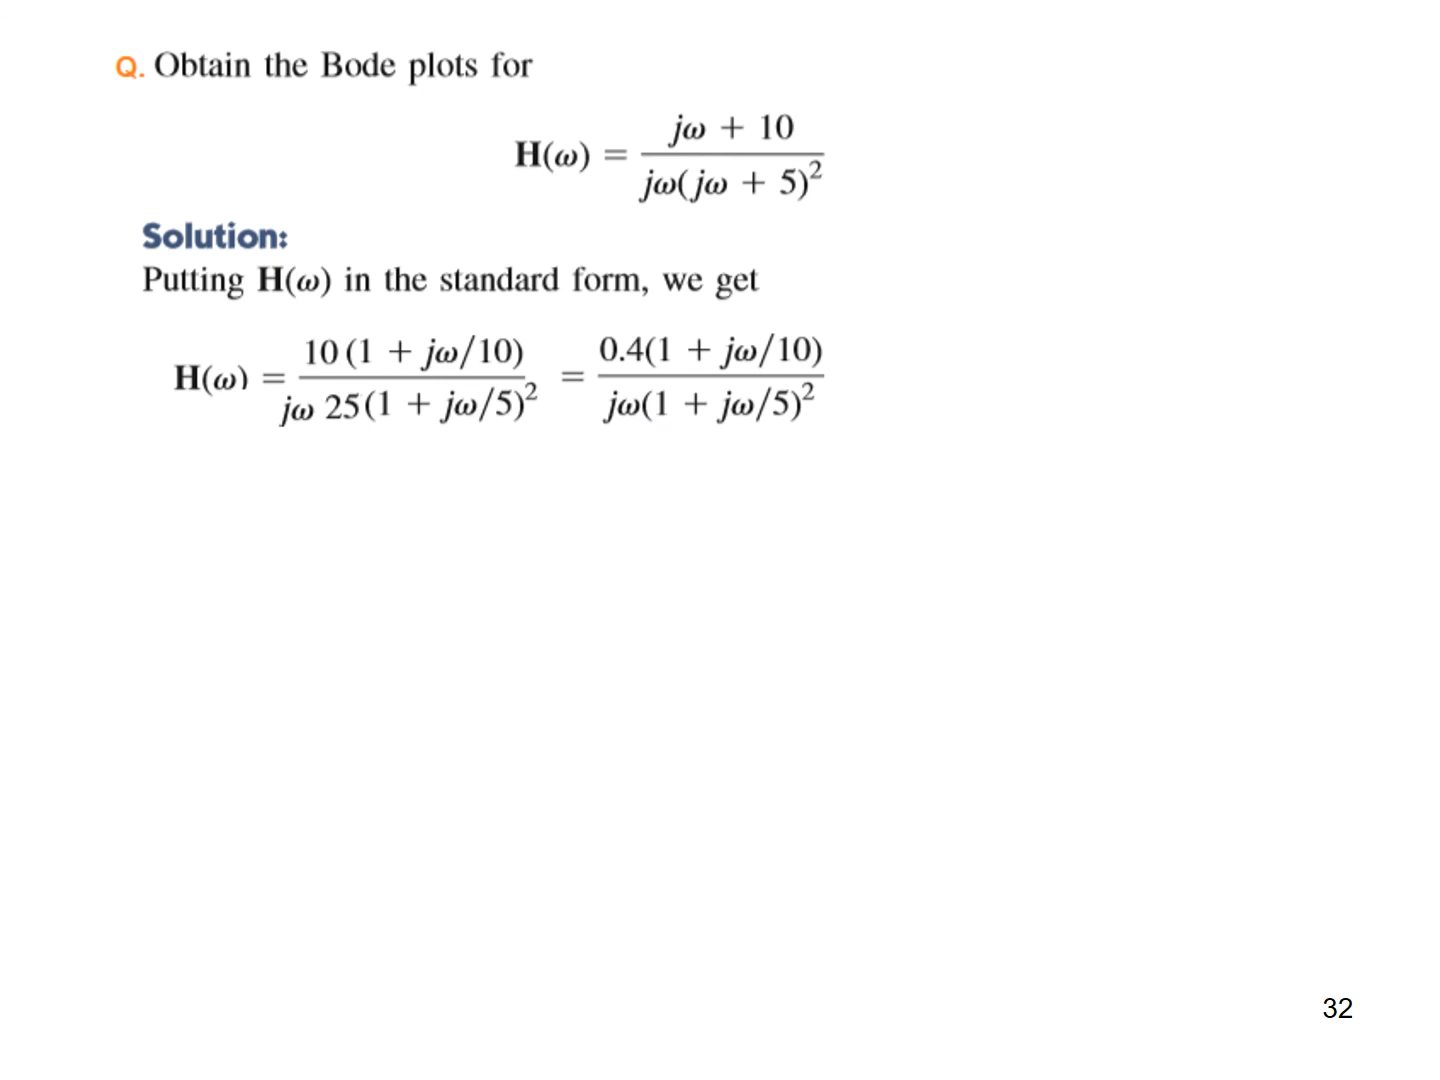 Q. Obtain the Bode plots for
H(ω) = jω + 10 / jω(jω + 5)²
Solution:
Putting H(ω) in the standard form, we get
H(ω) = 10 (1 + jω/10) / jω 25(1 + jω/5)² = 0.4(1 + jω/10) / jω(1 + jω/5)²
32